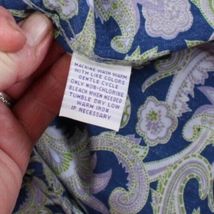 MACHINE WASH WARM
WITH LIKE COLORS
GENTLE CYCLE
ONLY NON-CHLORINE
BLEACH WHEN NEEDED
TUMBLE DRY LOW
WARM IRON
IF NECESSARY